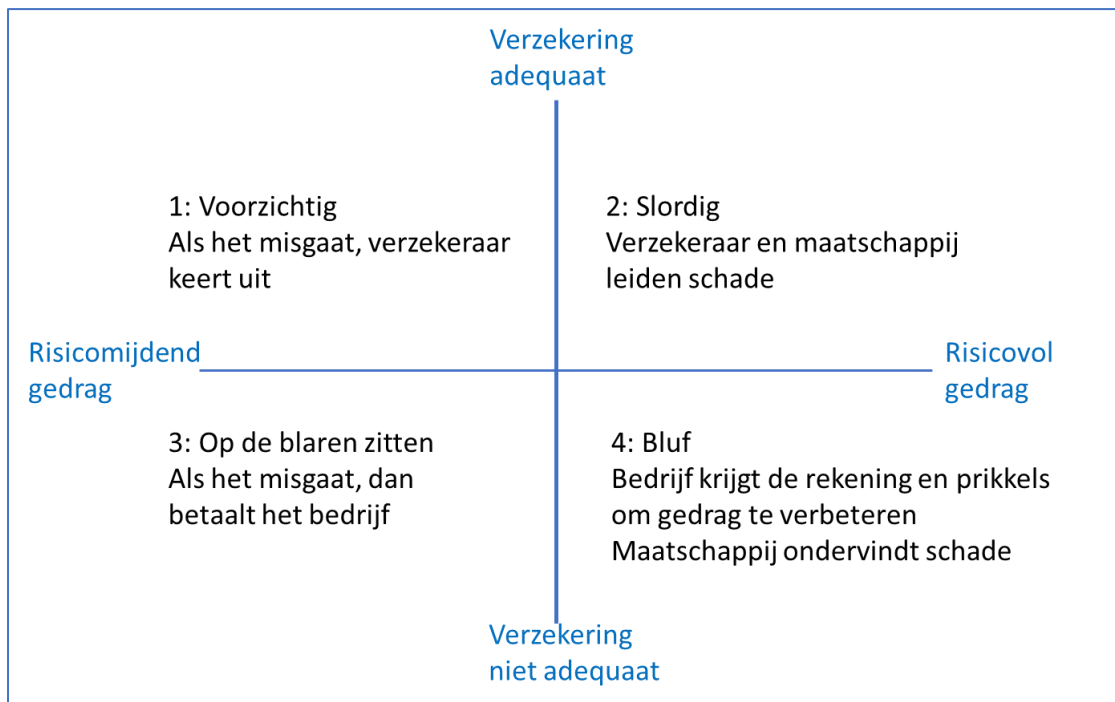 Verzekering
adequaat
1: Voorzichtig
Als het misgaat, verzekeraar
keert uit
2: Slordig
Verzekeraar en maatschappij
leiden schade
Risicomijdend
gedrag
Risicovol
gedrag
3: Op de blaren zitten
Als het misgaat, dan
betaalt het bedrijf
4: Bluf
Bedrijf krijgt de rekening en prikkels
om gedrag te verbeteren
Maatschappij ondervindt schade
Verzekering
niet adequaat